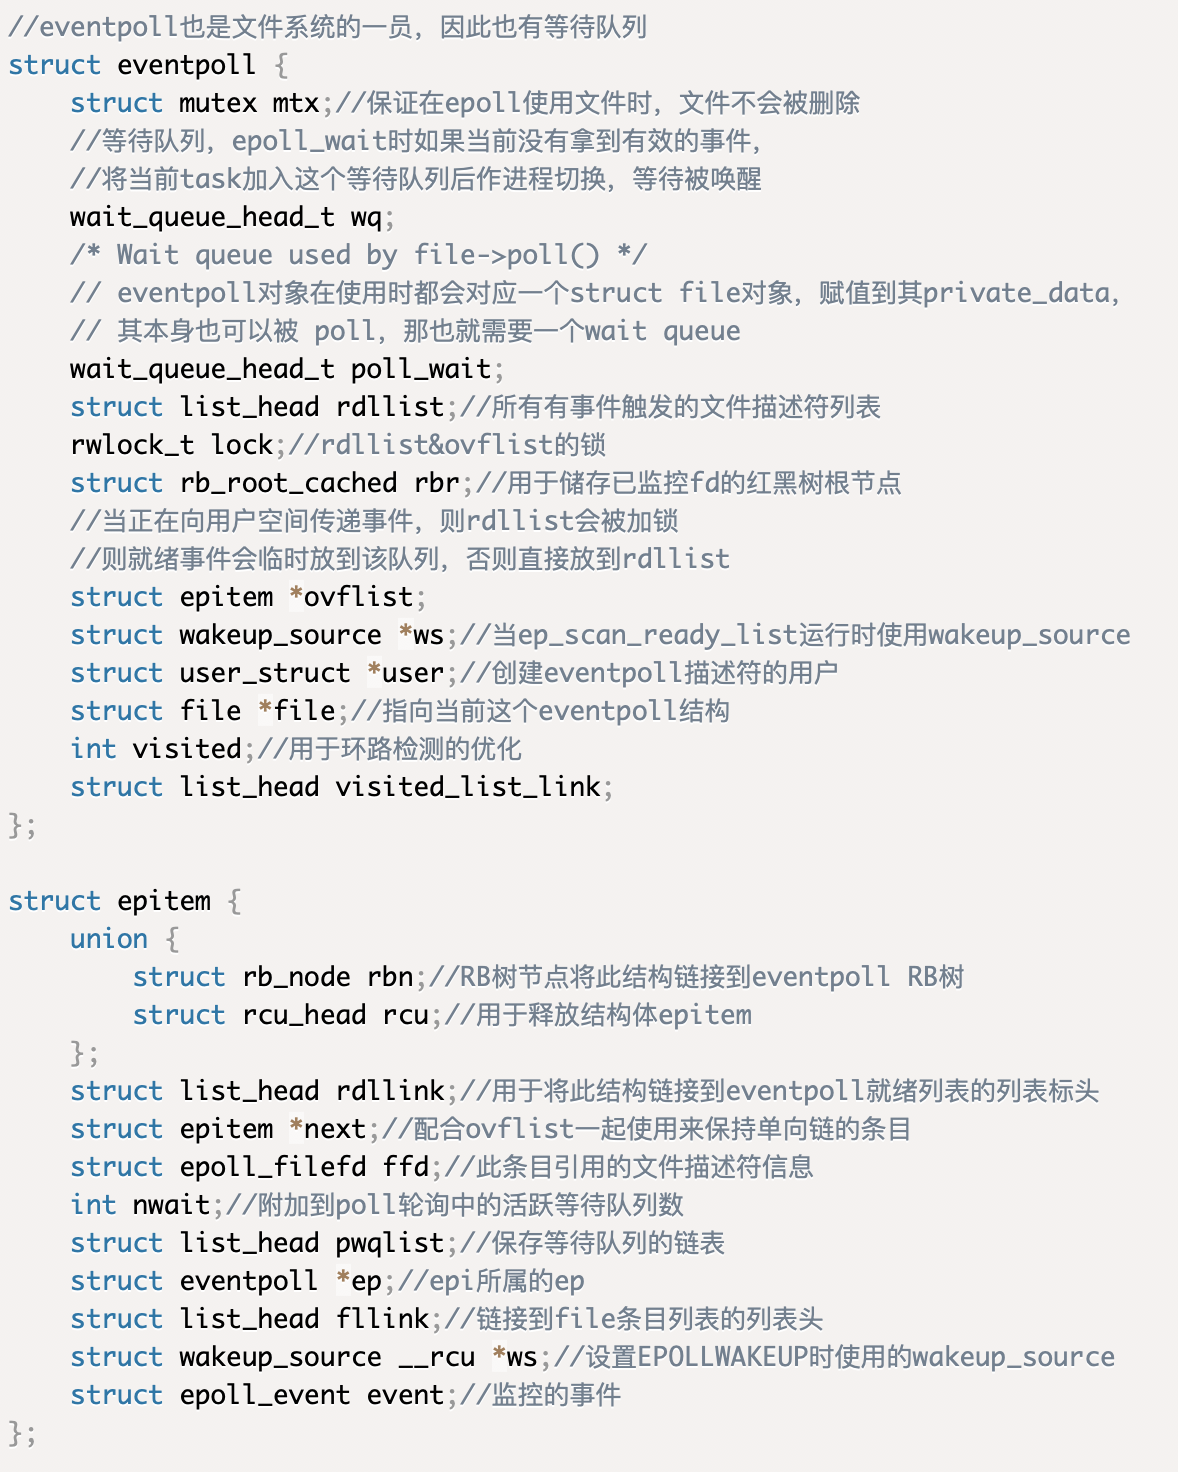 //eventpoll也是文件系统的一员，因此也有等待队列
struct eventpoll {
    struct mutex mtx;//保证在epoll使用文件时，文件不会被删除
    //等待队列，epoll_wait时如果当前没有拿到有效的事件，
    //将当前task加入这个等待队列后作进程切换，等待被唤醒
    wait_queue_head_t wq;
    /* Wait queue used by file->poll() */
    // eventpoll对象在使用时都会对应一个struct file对象，赋值到其private_data，
    // 其本身也可以被 poll，那也就需要一个wait queue
    wait_queue_head_t poll_wait;
    struct list_head rdllist;//所有有事件触发的文件描述符列表
    rwlock_t lock;//rdllist&ovflist的锁
    struct rb_root_cached rbr;//用于储存已监控fd的红黑树根节点
    //当正在向用户空间传递事件，则rdllist会被加锁
    //则就绪事件会临时放到该队列，否则直接放到rdllist
    struct epitem *ovflist;
    struct wakeup_source *ws;//当ep_scan_ready_list运行时使用wakeup_source
    struct user_struct *user;//创建eventpoll描述符的用户
    struct file *file;//指向当前这个eventpoll结构
    int visited;//用于环路检测的优化
    struct list_head visited_list_link;
};

struct epitem {
    union {
        struct rb_node rbn;//RB树节点将此结构链接到eventpoll RB树
        struct rcu_head rcu;//用于释放结构体epitem
    };
    struct list_head rdllink;//用于将此结构链接到eventpoll就绪列表的列表标头
    struct epitem *next;//配合ovflist一起使用来保持单向链的条目
    struct epoll_filefd ffd;//此条目引用的文件描述符信息
    int nwait;//附加到poll轮询中的活跃等待队列数
    struct list_head pwqlist;//保存等待队列的链表
    struct eventpoll *ep;//epi所属的ep
    struct list_head fllink;//链接到file条目列表的列表头
    struct wakeup_source __rcu *ws;//设置EPOLLWAKEUP时使用的wakeup_source
    struct epoll_event event;//监控的事件
};